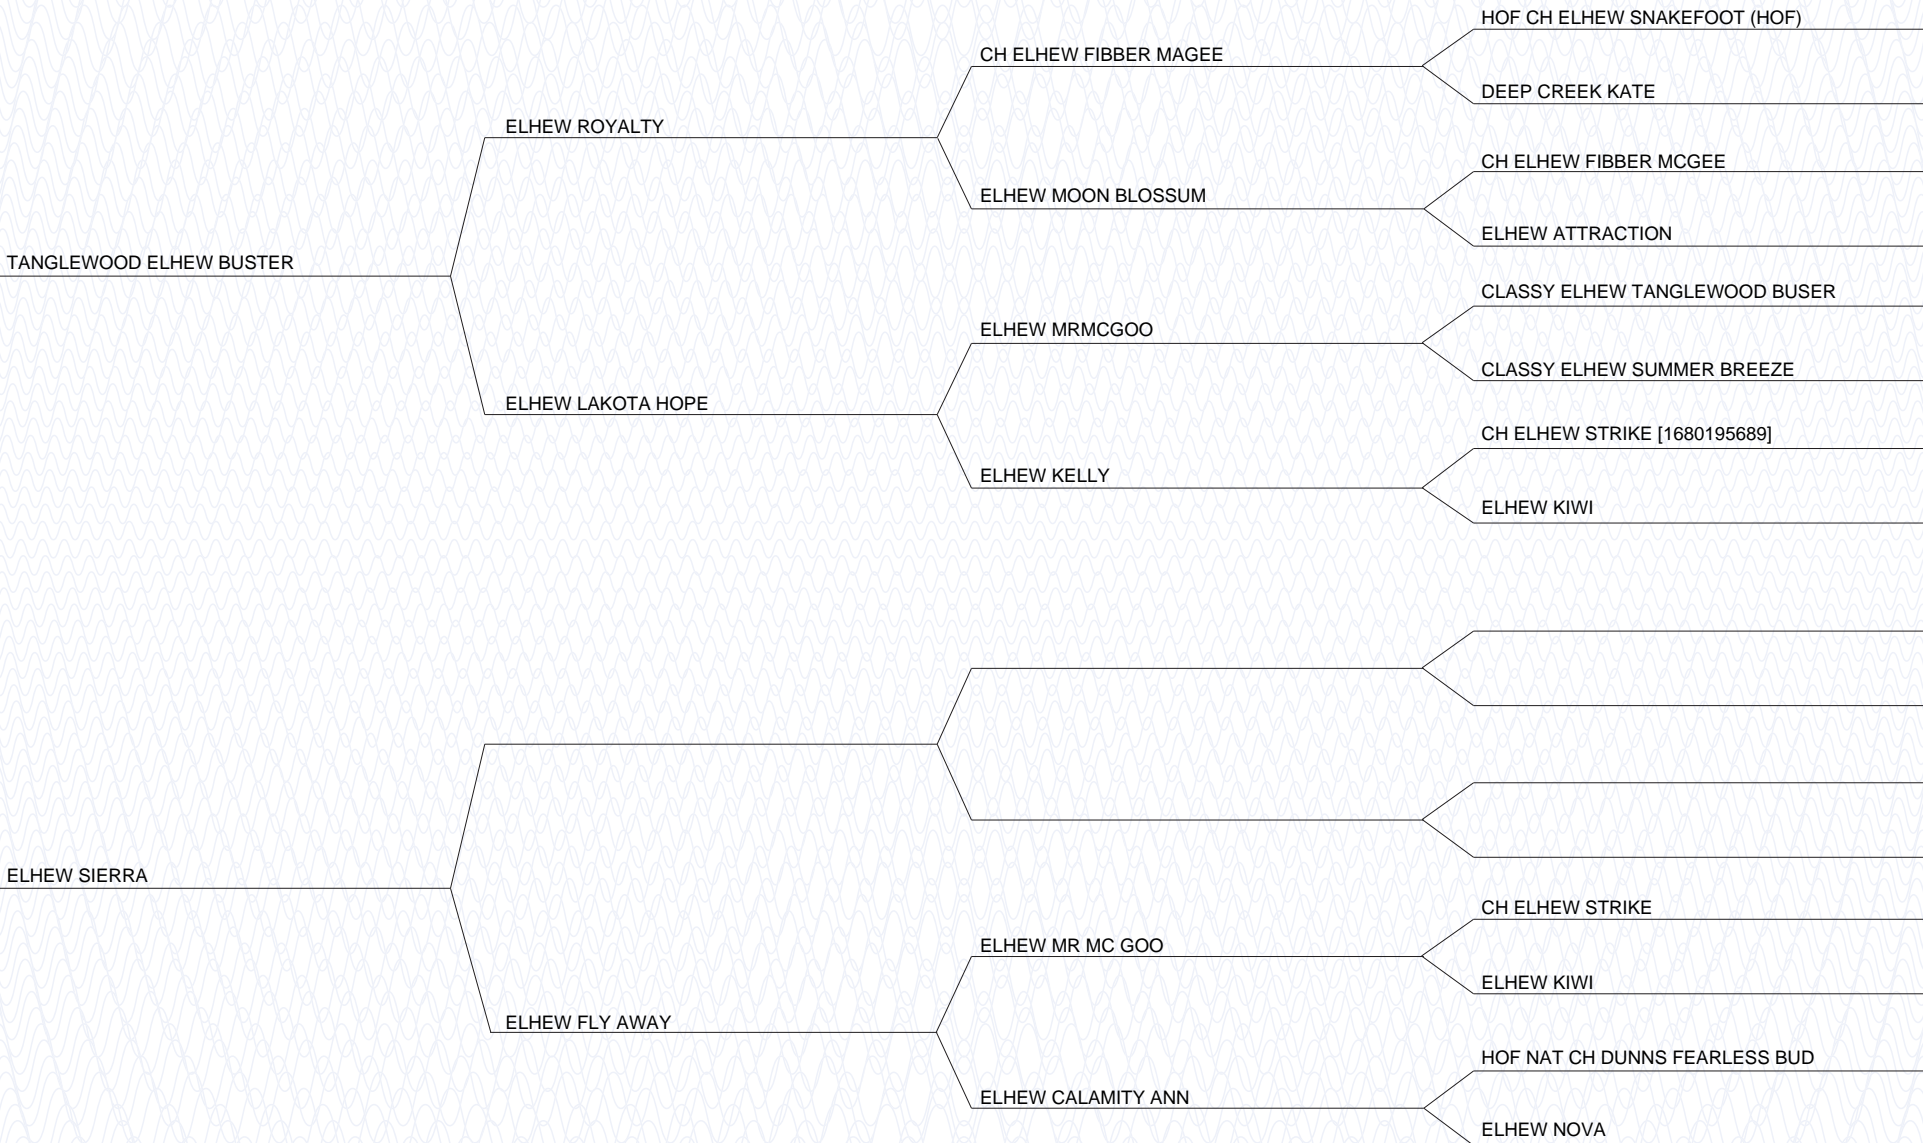 HOF CH ELHEW SNAKEFOOT (HOF)
CH ELHEW FIBBER MAGEE
DEEP CREEK KATE
ELHEW ROYALTY
CH ELHEW FIBBER MCGEE
ELHEW MOON BLOSSUM
ELHEW ATTRACTION
TANGLEWOOD ELHEW BUSTER
CLASSY ELHEW TANGLEWOOD BUSER
ELHEW MRMCGOO
CLASSY ELHEW SUMMER BREEZE
ELHEW LAKOTA HOPE
CH ELHEW STRIKE [1680195689]
ELHEW KELLY
ELHEW KIWI
ELHEW SIERRA
CH ELHEW STRIKE
ELHEW MR MC GOO
ELHEW KIWI
ELHEW FLY AWAY
HOF NAT CH DUNNS FEARLESS BUD
ELHEW CALAMITY ANN
ELHEW NOVA